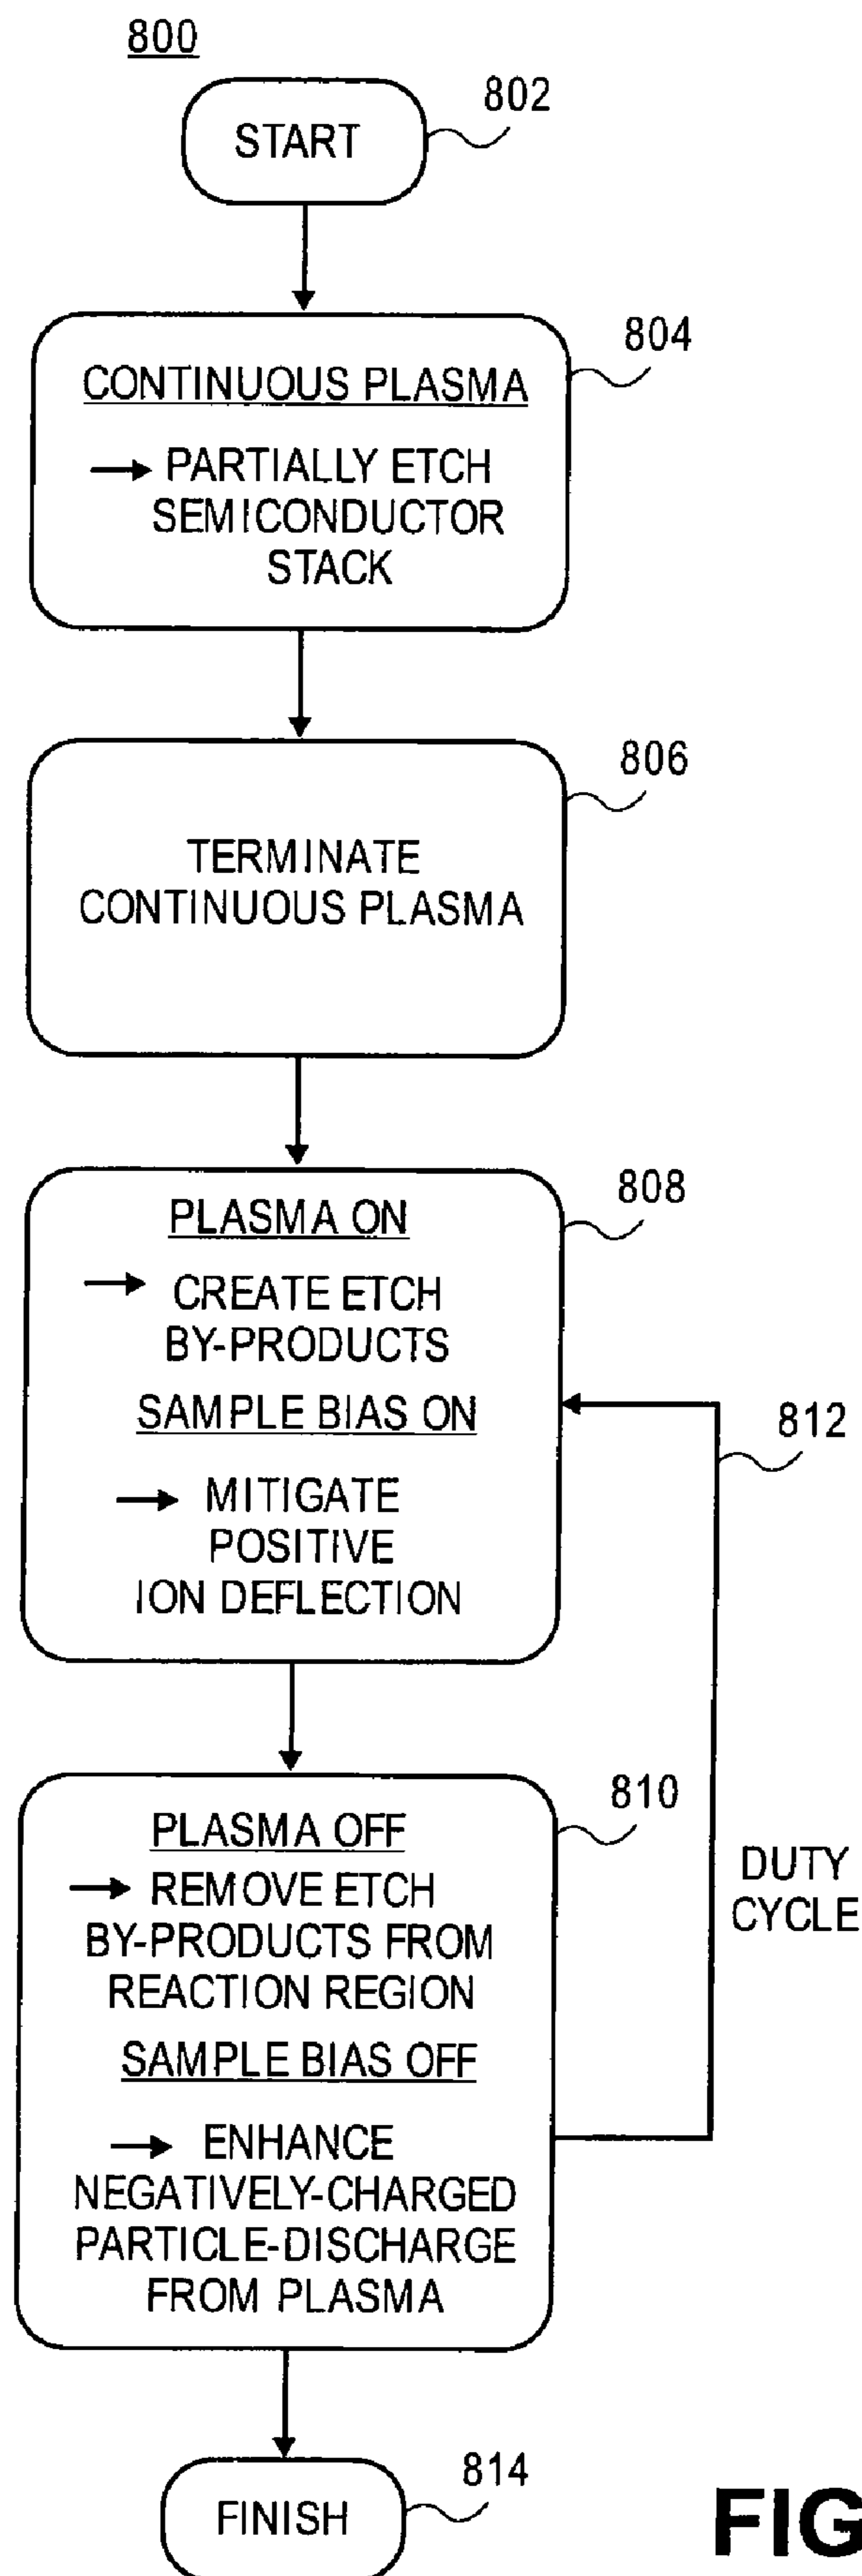 800
START
802
CONTINUOUS PLASMA
804
→ PARTIALLY ETCH
SEMICONDUCTOR
STACK
TERMINATE
CONTINUOUS PLASMA
806
PLASMA ON
808
→ CREATE ETCH
BY-PRODUCTS
SAMPLE BIAS ON
→ MITIGATE
POSITIVE
ION DEFLECTION
812
PLASMA OFF
810
→ REMOVE ETCH
BY-PRODUCTS FROM
REACTION REGION
DUTY
CYCLE
SAMPLE BIAS OFF
→ ENHANCE
NEGATIVELY-CHARGED
PARTICLE-DISCHARGE
FROM PLASMA
FINISH
814
FIG